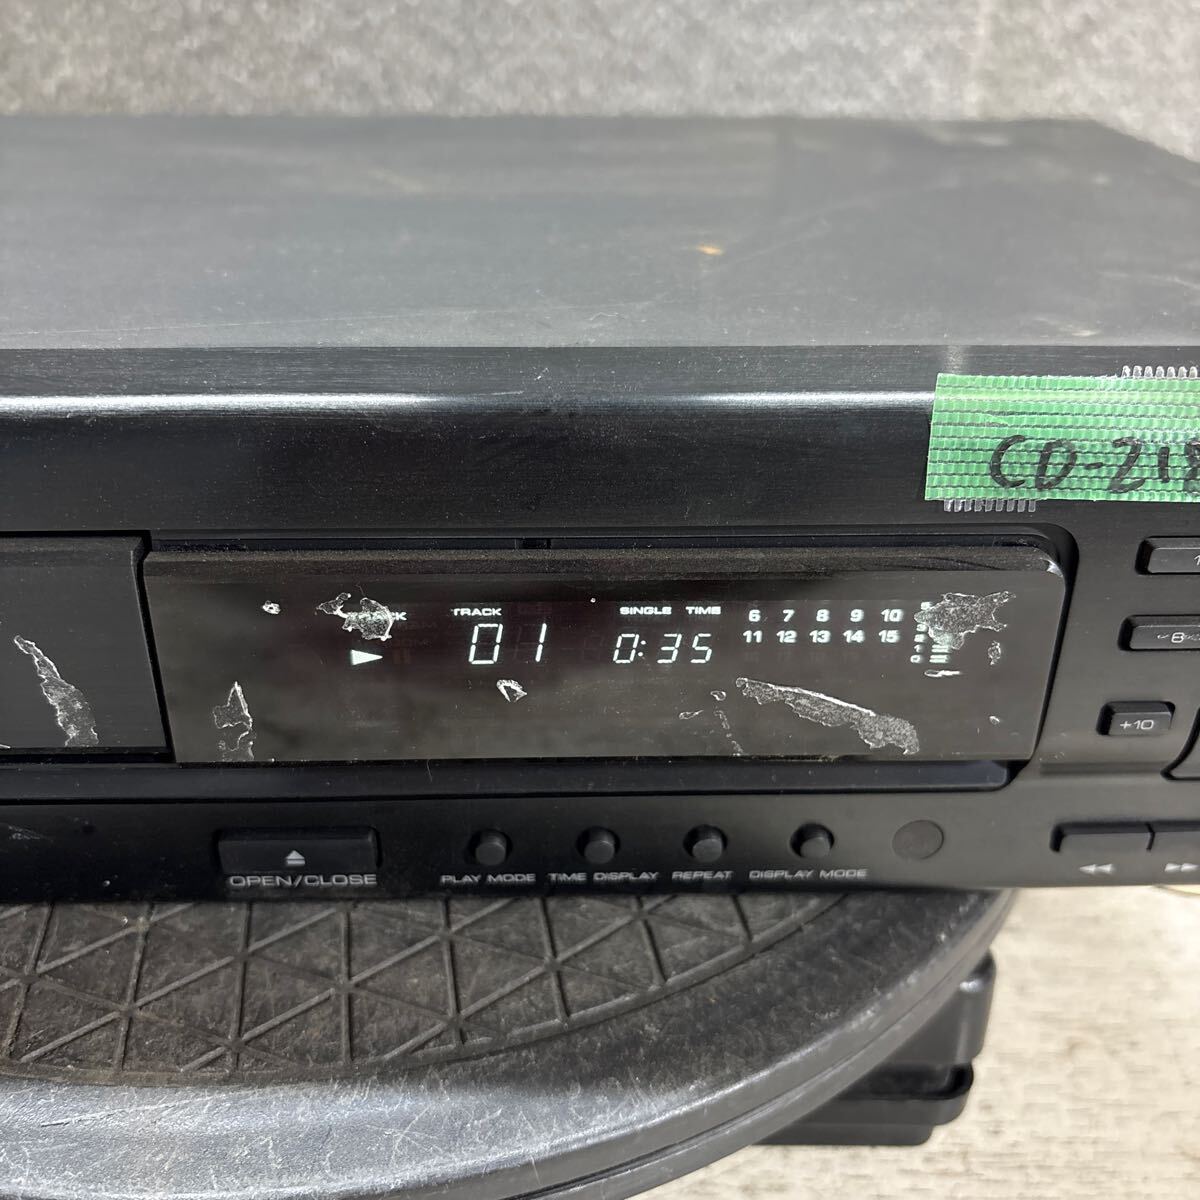 CD-218
TRACK
SINGLE TIME
01
0:35
6 7 8 9 10
11 12 13 14 15
+10
OPEN/CLOSE
PLAY MODE
TIME DISPLAY
REPEAT
DISPLAY MODE